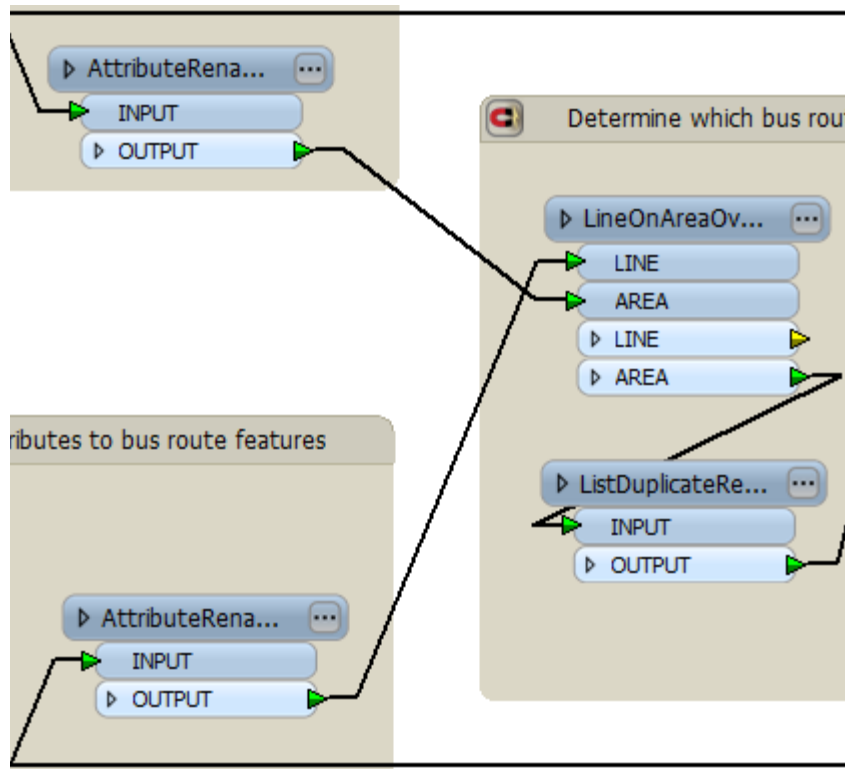 AttributeRena...
INPUT
OUTPUT
ributes to bus route features
AttributeRena...
INPUT
OUTPUT
Determine which bus rou
LineOnAreaOv...
LINE
AREA
LINE
AREA
ListDuplicateRe...
INPUT
OUTPUT